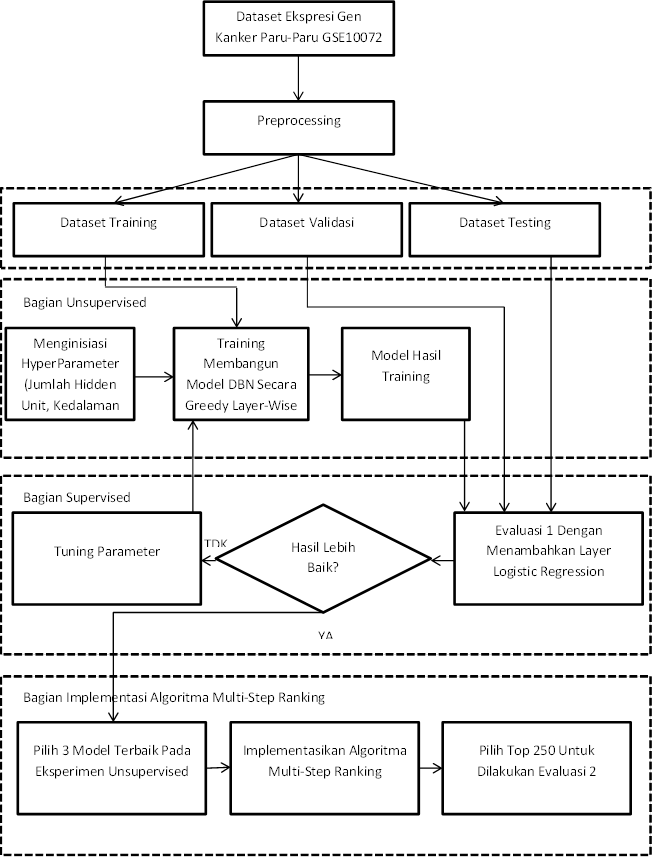 Dataset Ekspresi Gen
Kanker Paru-Paru GSE10072
Preprocessing
Dataset Training
Dataset Validasi
Dataset Testing
Bagian Unsupervised
Menginisiasi
HyperParameter
(Jumlah Hidden
Unit, Kedalaman
Training
Membangun
Model DBN Secara
Greedy Layer-Wise
Model Hasil
Training
Bagian Supervised
Tuning Parameter
TDK
Hasil Lebih
Baik?
Evaluasi 1 Dengan
Menambahkan Layer
Logistic Regression
YA
Bagian Implementasi Algoritma Multi-Step Ranking
Pilih 3 Model Terbaik Pada
Eksperimen Unsupervised
Implementasikan Algoritma
Multi-Step Ranking
Pilih Top 250 Untuk
Dilakukan Evaluasi 2